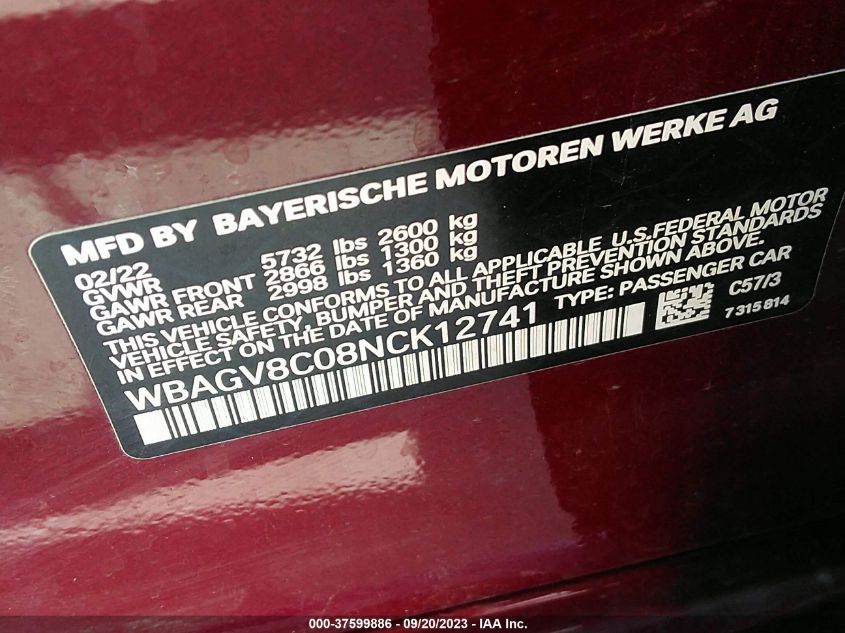 MFD BY BAYERISCHE MOTOREN WERKE AG
02/22
GVWR 5732 lbs 2600 kg
GAWR FRONT 2866 lbs 1300 kg
GAWR REAR 2998 lbs 1360 kg
THIS VEHICLE CONFORMS TO ALL APPLICABLE U.S.FEDERAL MOTOR
VEHICLE SAFETY, BUMPER AND THEFT PREVENTION STANDARDS
IN EFFECT ON THE DATE OF MANUFACTURE SHOWN ABOVE.
WBAGV8C08NCK12741 TYPE: PASSENGER CAR
C57/3
7315814
000-37599886 - 09/20/2023 - IAA Inc.